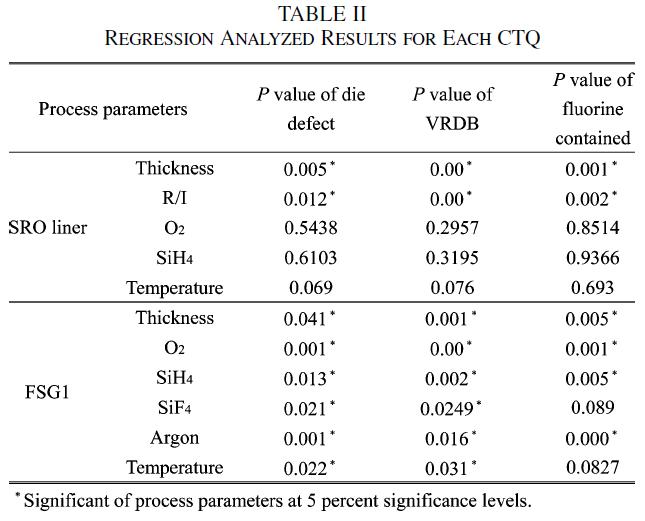 TABLE II
REGRESSION ANALYZED RESULTS FOR EACH CTQ
Process parameters P value of die defect P value of VRDB P value of fluorine contained
SRO liner
Thickness 0.005* 0.00* 0.001*
R/I 0.012* 0.00* 0.002*
O2 0.5438 0.2957 0.8514
SiH4 0.6103 0.3195 0.9366
Temperature 0.069 0.076 0.693
FSG1
Thickness 0.041* 0.001* 0.005*
O2 0.001* 0.00* 0.001*
SiH4 0.013* 0.002* 0.005*
SiF4 0.021* 0.0249* 0.089
Argon 0.001* 0.016* 0.000*
Temperature 0.022* 0.031* 0.0827
*Significant of process parameters at 5 percent significance levels.